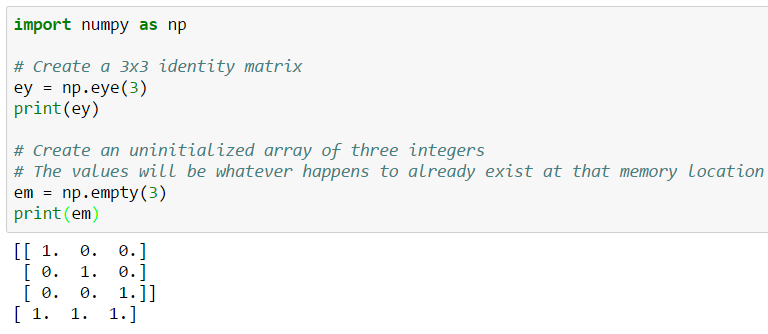 import numpy as np
# Create a 3x3 identity matrix
ey = np.eye(3)
print(ey)
# Create an uninitialized array of three integers
# The values will be whatever happens to already exist at that memory location
em = np.empty(3)
print(em)
[[ 1.  0.  0.]
 [ 0.  1.  0.]
 [ 0.  0.  1.]]
[ 1.  1.  1.]